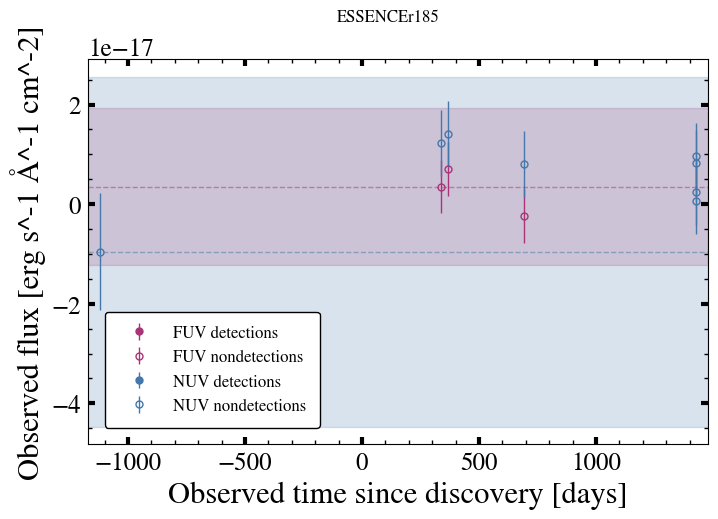 ESSENCEr185
1e−17
Observed flux [erg s^-1 Å^-1 cm^-2]
2
0
−2
−4
FUV detections
FUV nondetections
NUV detections
NUV nondetections
−1000 −500 0 500 1000
Observed time since discovery [days]